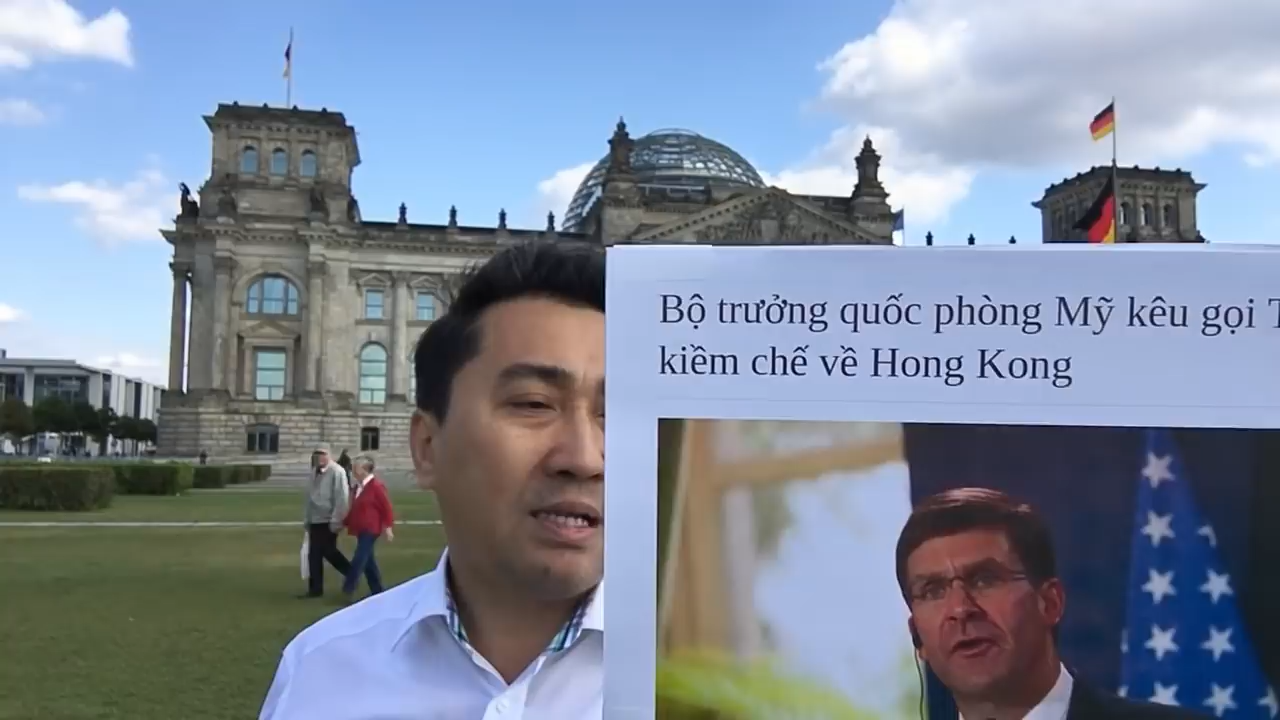 Bộ trưởng quốc phòng Mỹ kêu gọi
kiềm chế về Hong Kong